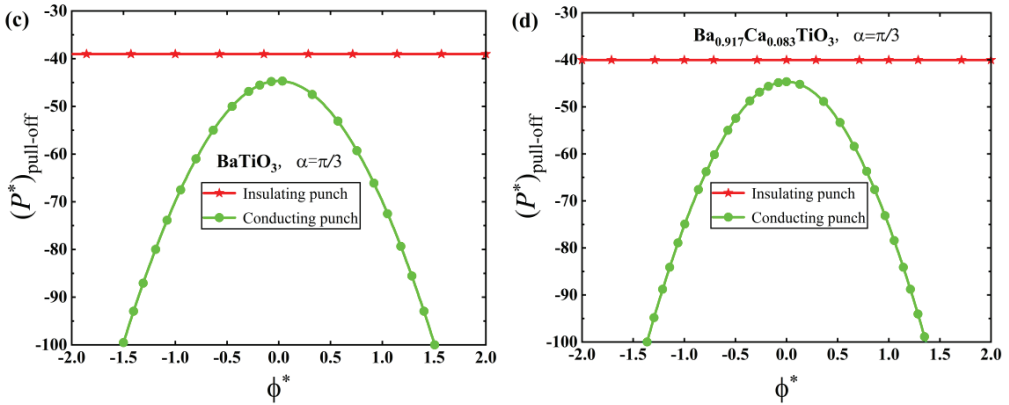 (c)
-30
-40
-50
-60
-70
-80
-90
-100
(P*)pull-off
BaTiO3, α=π/3
Insulating punch
Conducting punch
-2.0 -1.5 -1.0 -0.5 0.0 0.5 1.0 1.5 2.0
ϕ*
(d)
-30
-40
-50
-60
-70
-80
-90
-100
(P*)pull-off
Ba0.917Ca0.083TiO3, α=π/3
Insulating punch
Conducting punch
-2.0 -1.5 -1.0 -0.5 0.0 0.5 1.0 1.5 2.0
ϕ*